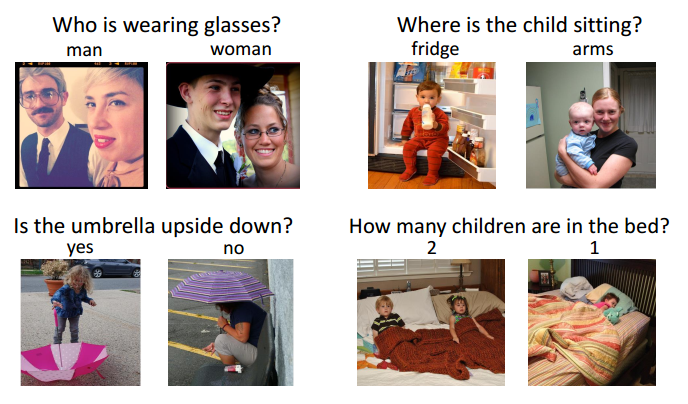 Who is wearing glasses?
man
woman
Where is the child sitting?
fridge
arms
Is the umbrella upside down?
yes
no
How many children are in the bed?
2
1